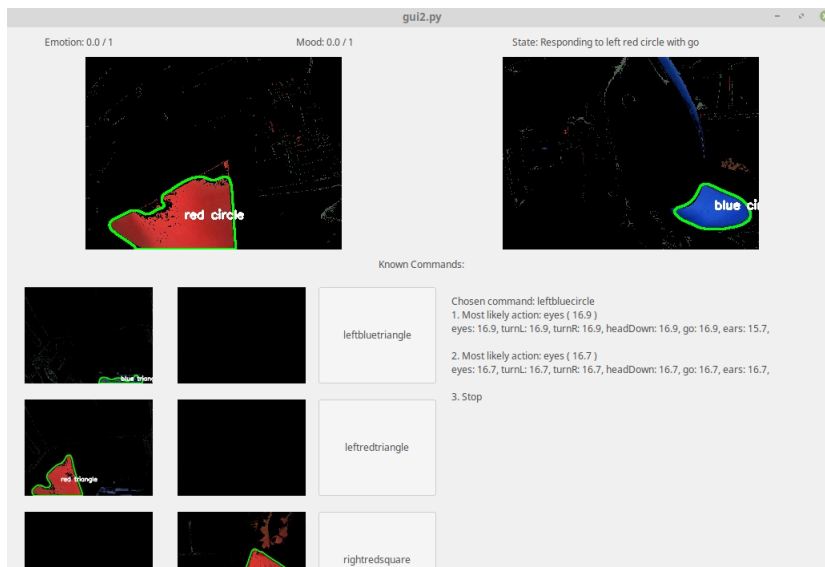 gui2.py
Emotion: 0.0 / 1
Mood: 0.0 / 1
State: Responding to left red circle with go
red circle
blue ci
Known Commands:
blue trian
leftbluetriangle
Chosen command: leftbluecircle
1. Most likely action: eyes ( 16.9 )
eyes: 16.9, turnL: 16.9, turnR: 16.9, headDown: 16.9, go: 16.9, ears: 15.7,
2. Most likely action: eyes ( 16.7 )
eyes: 16.7, turnL: 16.7, turnR: 16.7, headDown: 16.7, go: 16.7, ears: 16.7,
3. Stop
red triangle
leftredtriangle
rightredsquare